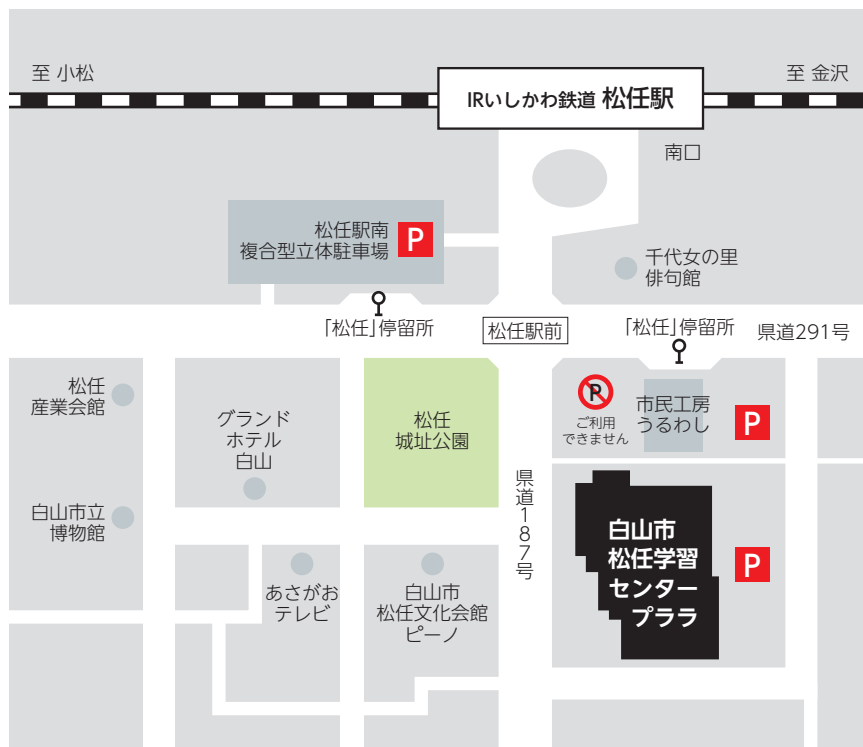 至 小松
至 金沢
IRいしかわ鉄道 松任駅
南口
松任駅南
複合型立体駐車場
P
千代女の里
俳句館
「松任」停留所
松任駅前
「松任」停留所
県道291号
松任
産業会館
グランド
ホテル
白山
松任
城址公園
P
ご利用
できません
市民工房
うるわし
P
白山市立
博物館
県道187号
白山市
松任学習
センター
プララ
P
あさがお
テレビ
白山市
松任文化会館
ピーノ